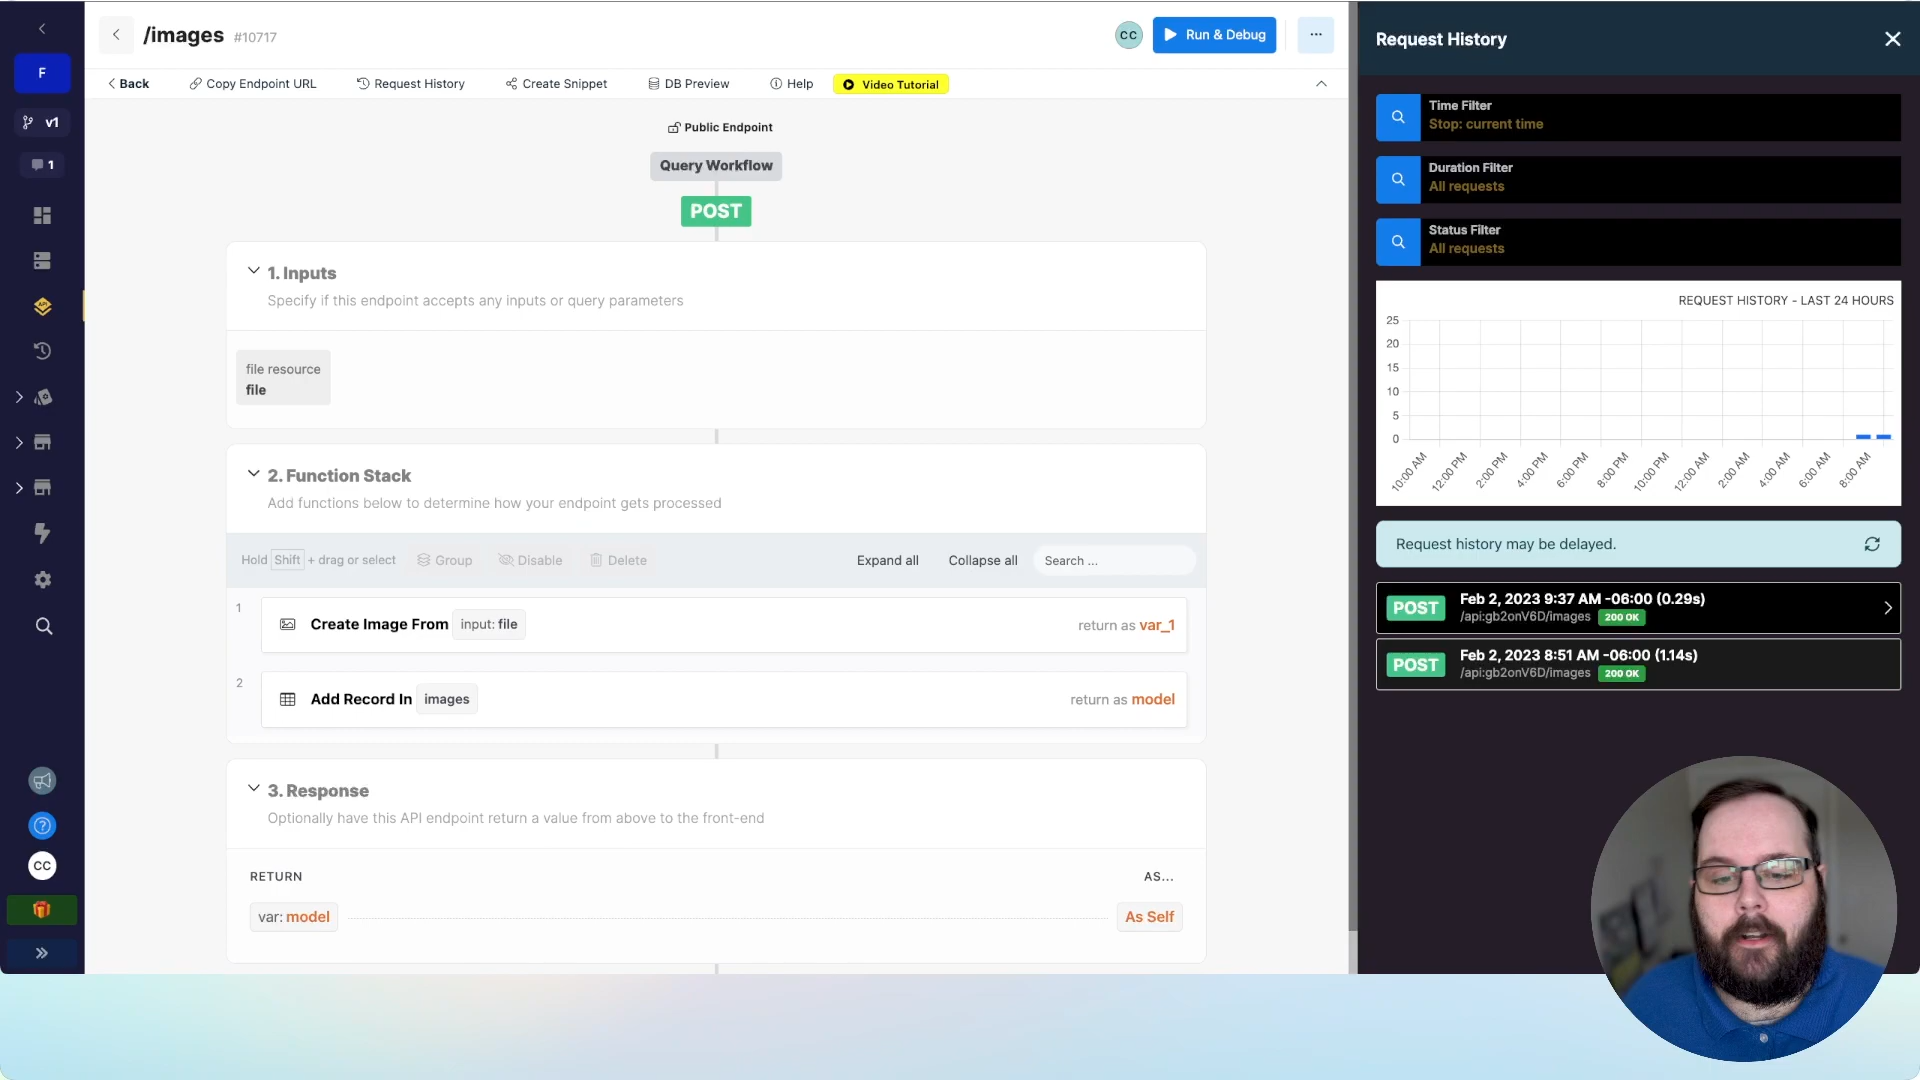 F
v1
1
CC
/images #10717
CC
Run & Debug
...
Back
Copy Endpoint URL
Request History
Create Snippet
DB Preview
Help
Video Tutorial
Public Endpoint
Query Workflow
POST
1. Inputs
Specify if this endpoint accepts any inputs or query parameters
file resource
file
2. Function Stack
Add functions below to determine how your endpoint gets processed
Hold Shift + drag or select
Group
Disable
Delete
Expand all
Collapse all
Search ...
1
Create Image From input: file
return as var_1
2
Add Record In images
return as model
3. Response
Optionally have this API endpoint return a value from above to the front-end
RETURN
AS...
var: model
As Self
Request History
Time Filter
Stop: current time
Duration Filter
All requests
Status Filter
All requests
REQUEST HISTORY - LAST 24 HOURS
25
20
15
10
5
0
10:00 AM
12:00 PM
2:00 PM
4:00 PM
6:00 PM
8:00 PM
10:00 PM
12:00 AM
2:00 AM
4:00 AM
6:00 AM
8:00 AM
Request history may be delayed.
POST
Feb 2, 2023 9:37 AM -06:00 (0.29s)
/api:gb2onV6D/images 200 OK
POST
Feb 2, 2023 8:51 AM -06:00 (1.14s)
/api:gb2onV6D/images 200 OK